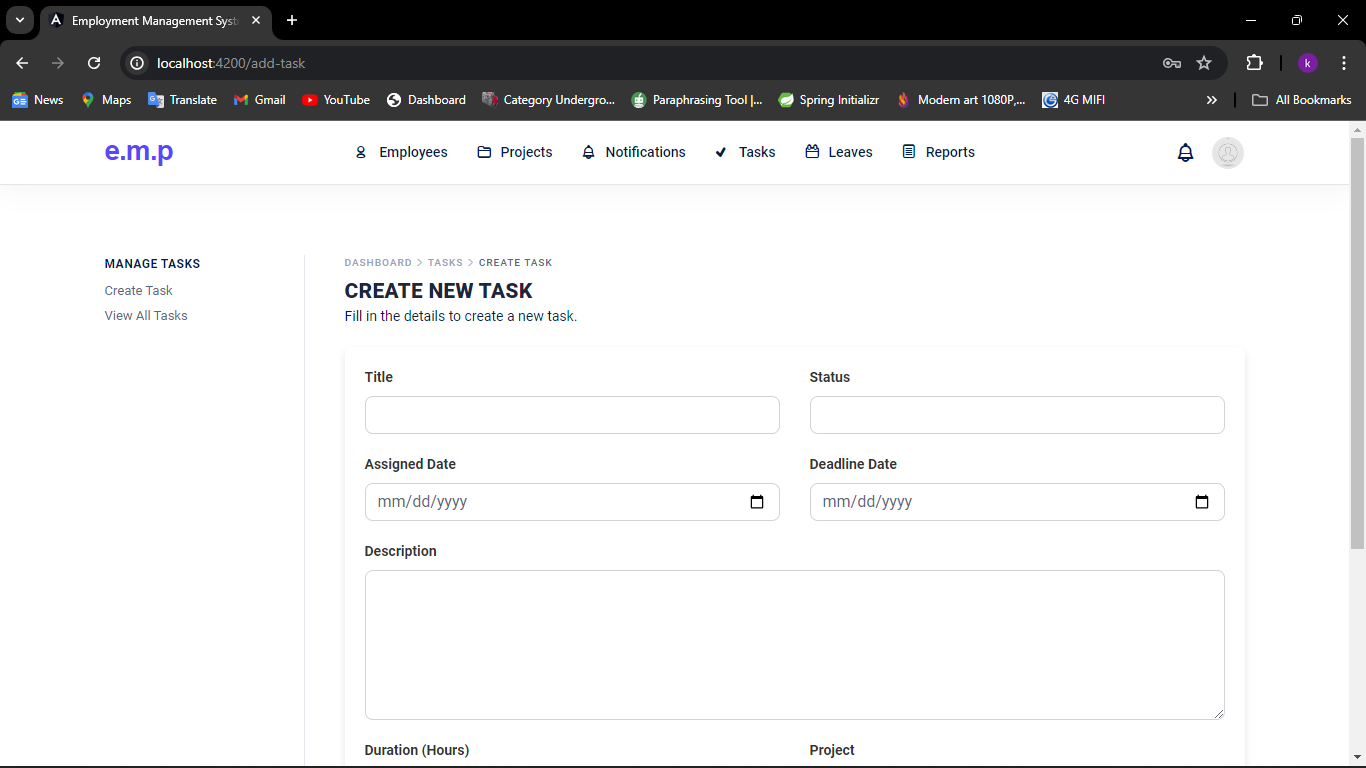 Employment Management Syst
localhost:4200/add-task
k
News Maps Translate Gmail YouTube Dashboard Category Undergro... Paraphrasing Tool |... Spring Initializr Modern art 1080P,... 4G MIFI » All Bookmarks
e.m.p Employees Projects Notifications Tasks Leaves Reports
MANAGE TASKS
Create Task
View All Tasks
DASHBOARD > TASKS > CREATE TASK
CREATE NEW TASK
Fill in the details to create a new task.
Title Status
Assigned Date Deadline Date
mm/dd/yyyy mm/dd/yyyy
Description
Duration (Hours) Project